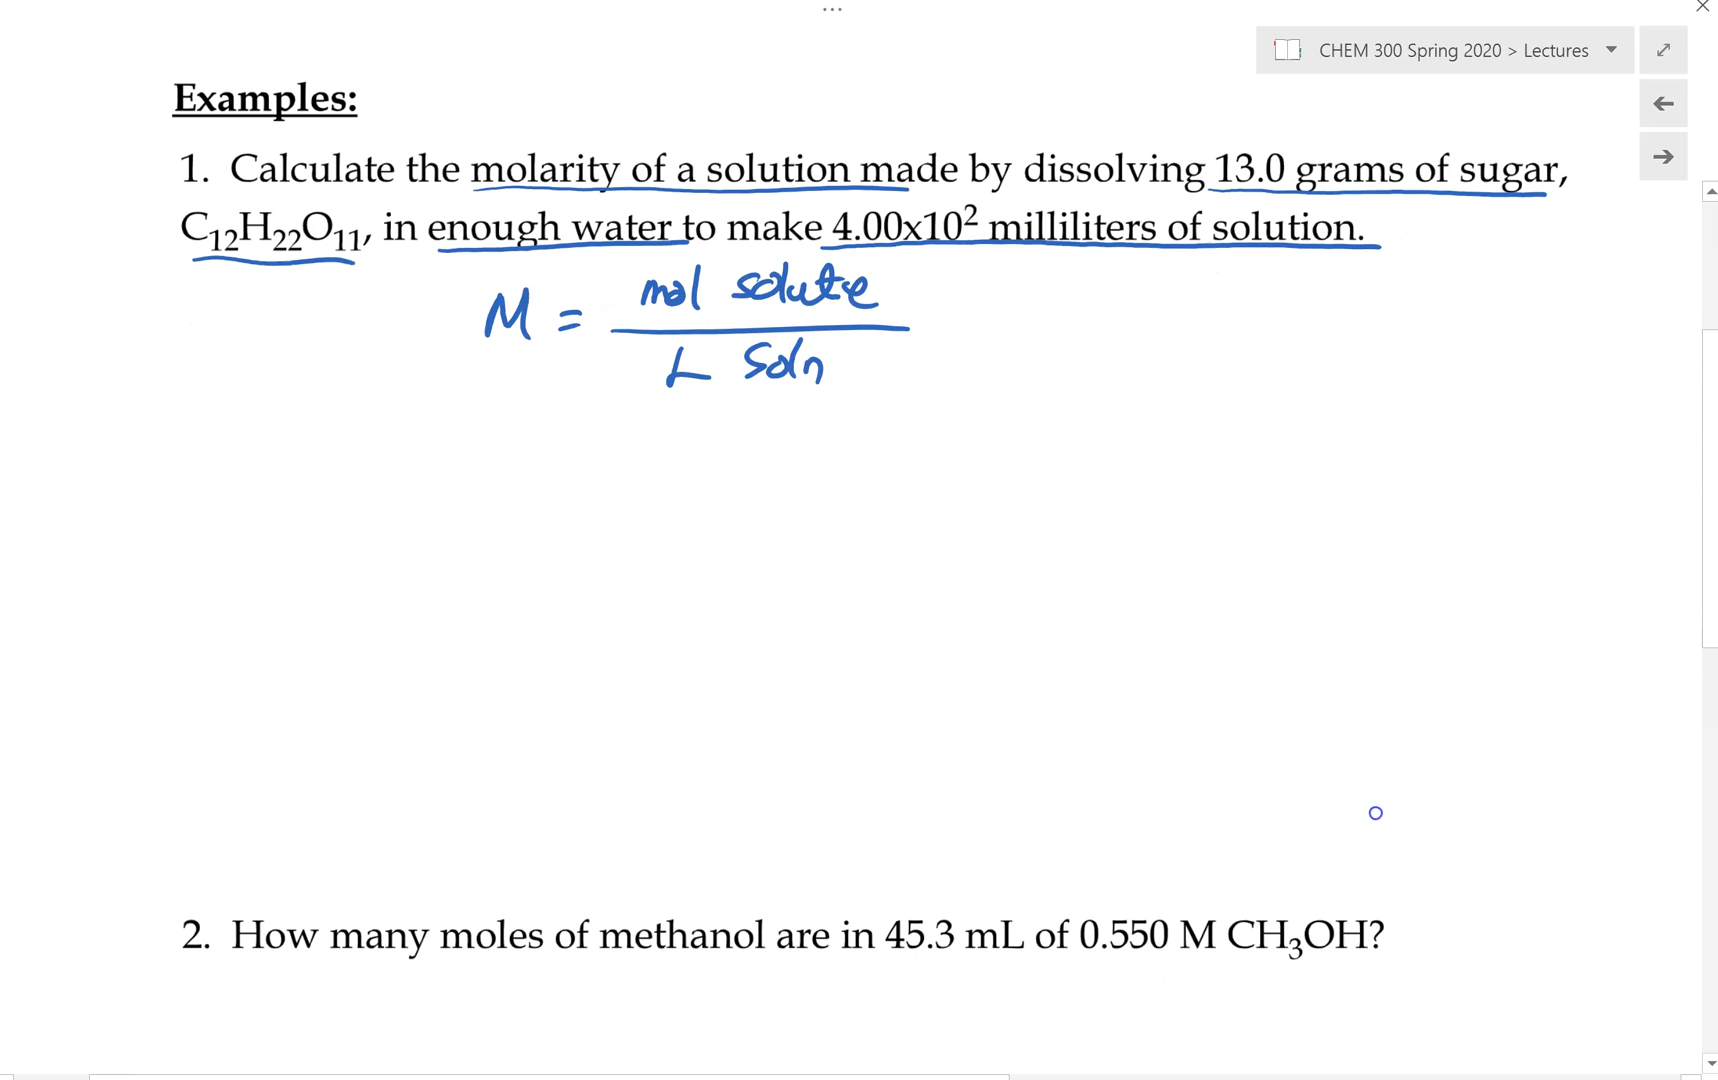 ...
CHEM 300 Spring 2020 > Lectures
Examples:
1. Calculate the molarity of a solution made by dissolving 13.0 grams of sugar,
C₁₂H₂₂O₁₁, in enough water to make 4.00x10² milliliters of solution.
M = mol solute
L soln
2. How many moles of methanol are in 45.3 mL of 0.550 M CH₃OH?